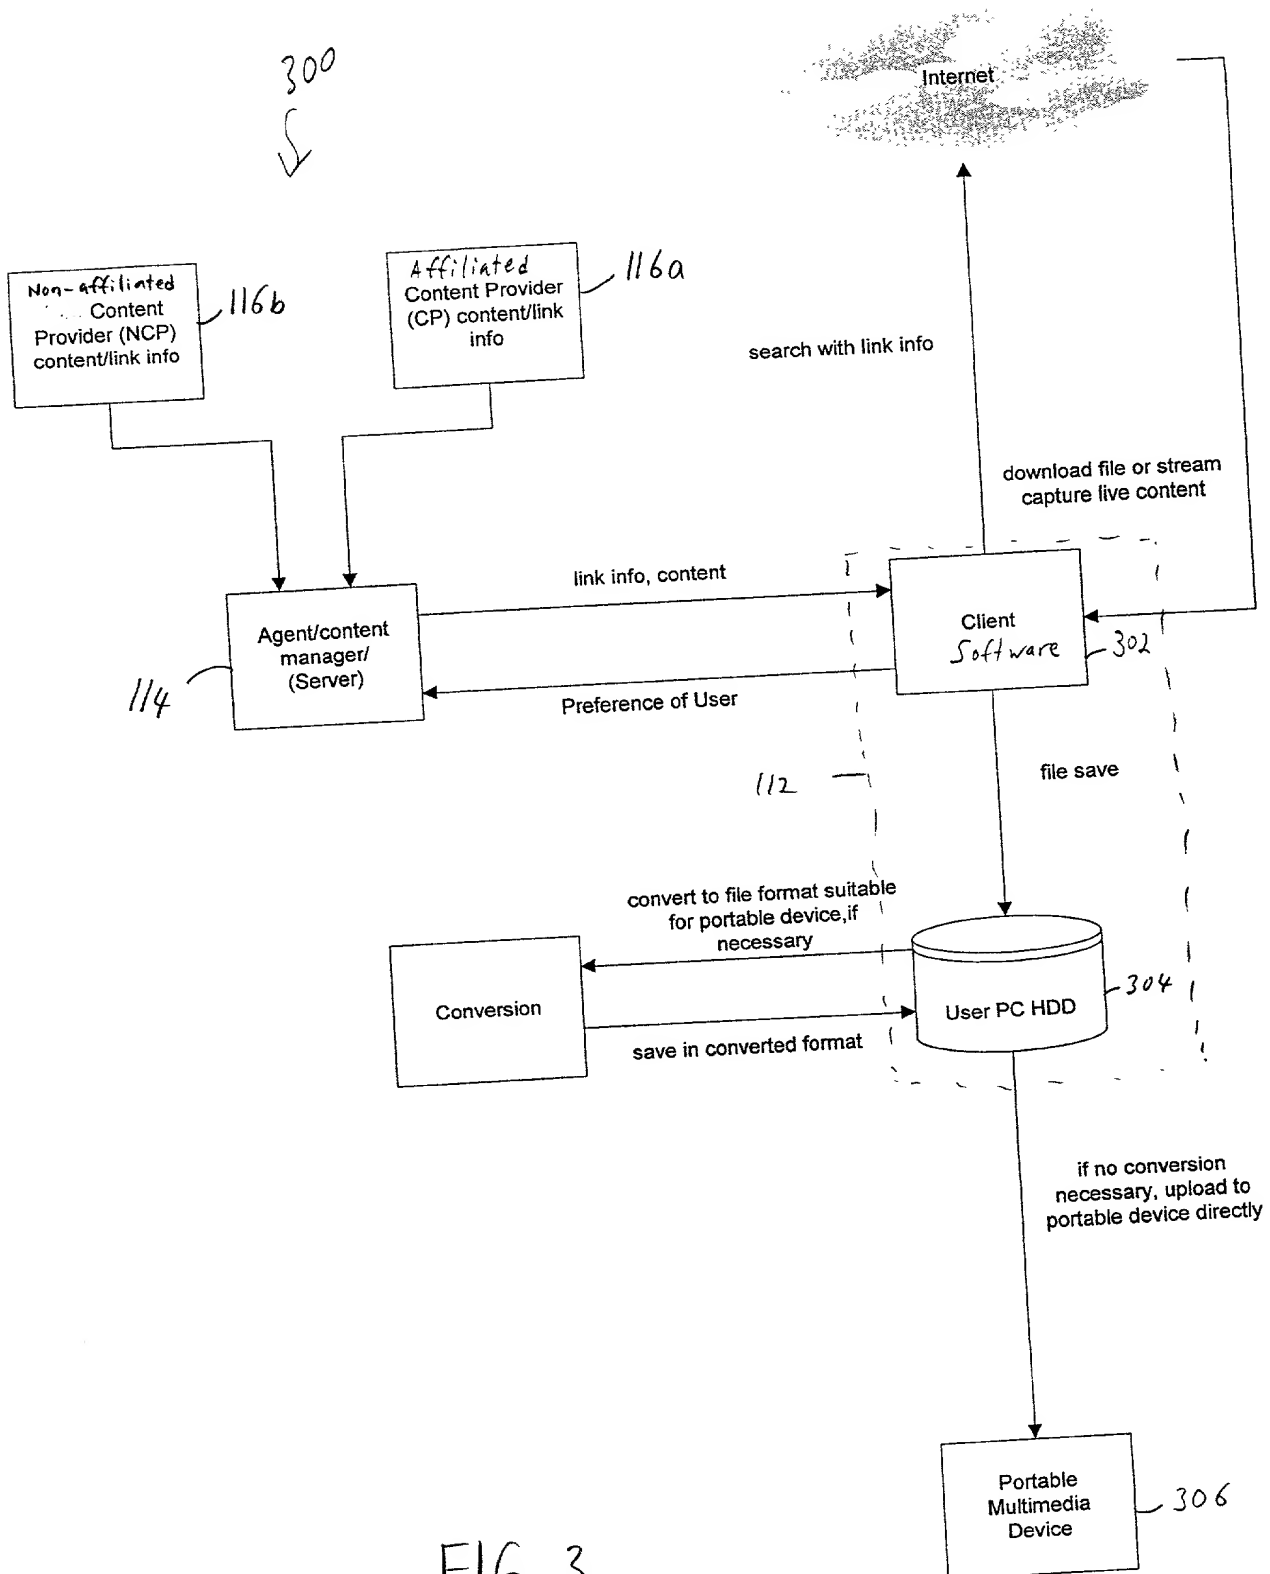 300
Internet
Non-affiliated
Content
Provider (NCP)
content/link info
116b
Affiliated
Content Provider
(CP) content/link
info
116a
search with link info
download file or stream
capture live content
link info, content
Agent/content
manager/
(Server)
114
Preference of User
Client
Software
302
112
file save
convert to file format suitable
for portable device,if
necessary
Conversion
save in converted format
User PC HDD
304
if no conversion
necessary, upload to
portable device directly
Portable
Multimedia
Device
306
FIG. 3